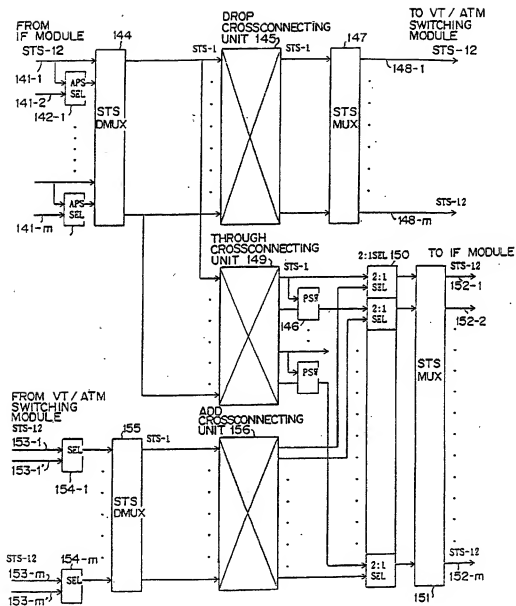 FROM
IF MODULE
STS-12
141-1
141-2
APS
SEL
142-1
144
STS
DMUX
STS-1
APS
SEL
141-m
DROP
CROSSCONNECTING
UNIT 145
STS-1
147
STS
MUX
TO VT/ATM
SWITCHING
MODULE
STS-12
148-1
STS-12
148-m
THROUGH
CROSSCONNECTING
UNIT 149
STS-1
PSW
146
PSW
2:1SEL 150
2:1
SEL
2:1
SEL
2:1
SEL
TO IF MODULE
STS-12
152-1
152-2
STS
MUX
STS-12
152-m
151
FROM VT/ATM
SWITCHING
MODULE
STS-12
153-1
153-1'
SEL
154-1
155
STS
DMUX
STS-1
ADD
CROSSCONNECTING
UNIT 156
STS-12
153-m
153-m'
SEL
154-m